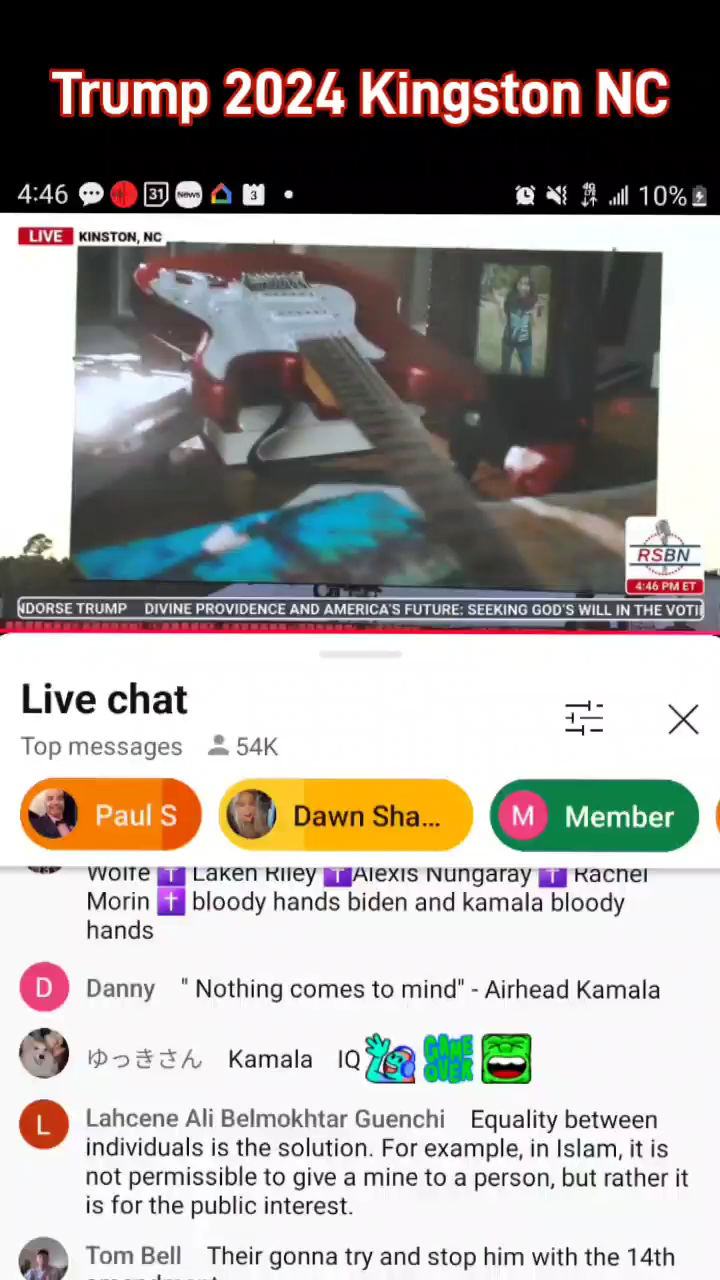 Trump 2024 Kingston NC
4:46
31
News
3
4G
10%
LIVE KINSTON, NC
RSBN
4:46 PM ET
NDORSE TRUMP DIVINE PROVIDENCE AND AMERICA'S FUTURE: SEEKING GOD'S WILL IN THE VOTI
Live chat
Top messages 54K
Paul S
Dawn Sha...
M Member
Wolfe ✝️ Laken Riley ✝️Alexis Nungaray ✝️ Rachel
Morin ✝️ bloody hands biden and kamala bloody
hands
D Danny " Nothing comes to mind" - Airhead Kamala
ゆっきさん Kamala IQ GAME OVER
L Lahcene Ali Belmokhtar Guenchi Equality between
individuals is the solution. For example, in Islam, it is
not permissible to give a mine to a person, but rather it
is for the public interest.
Tom Bell Their gonna try and stop him with the 14th